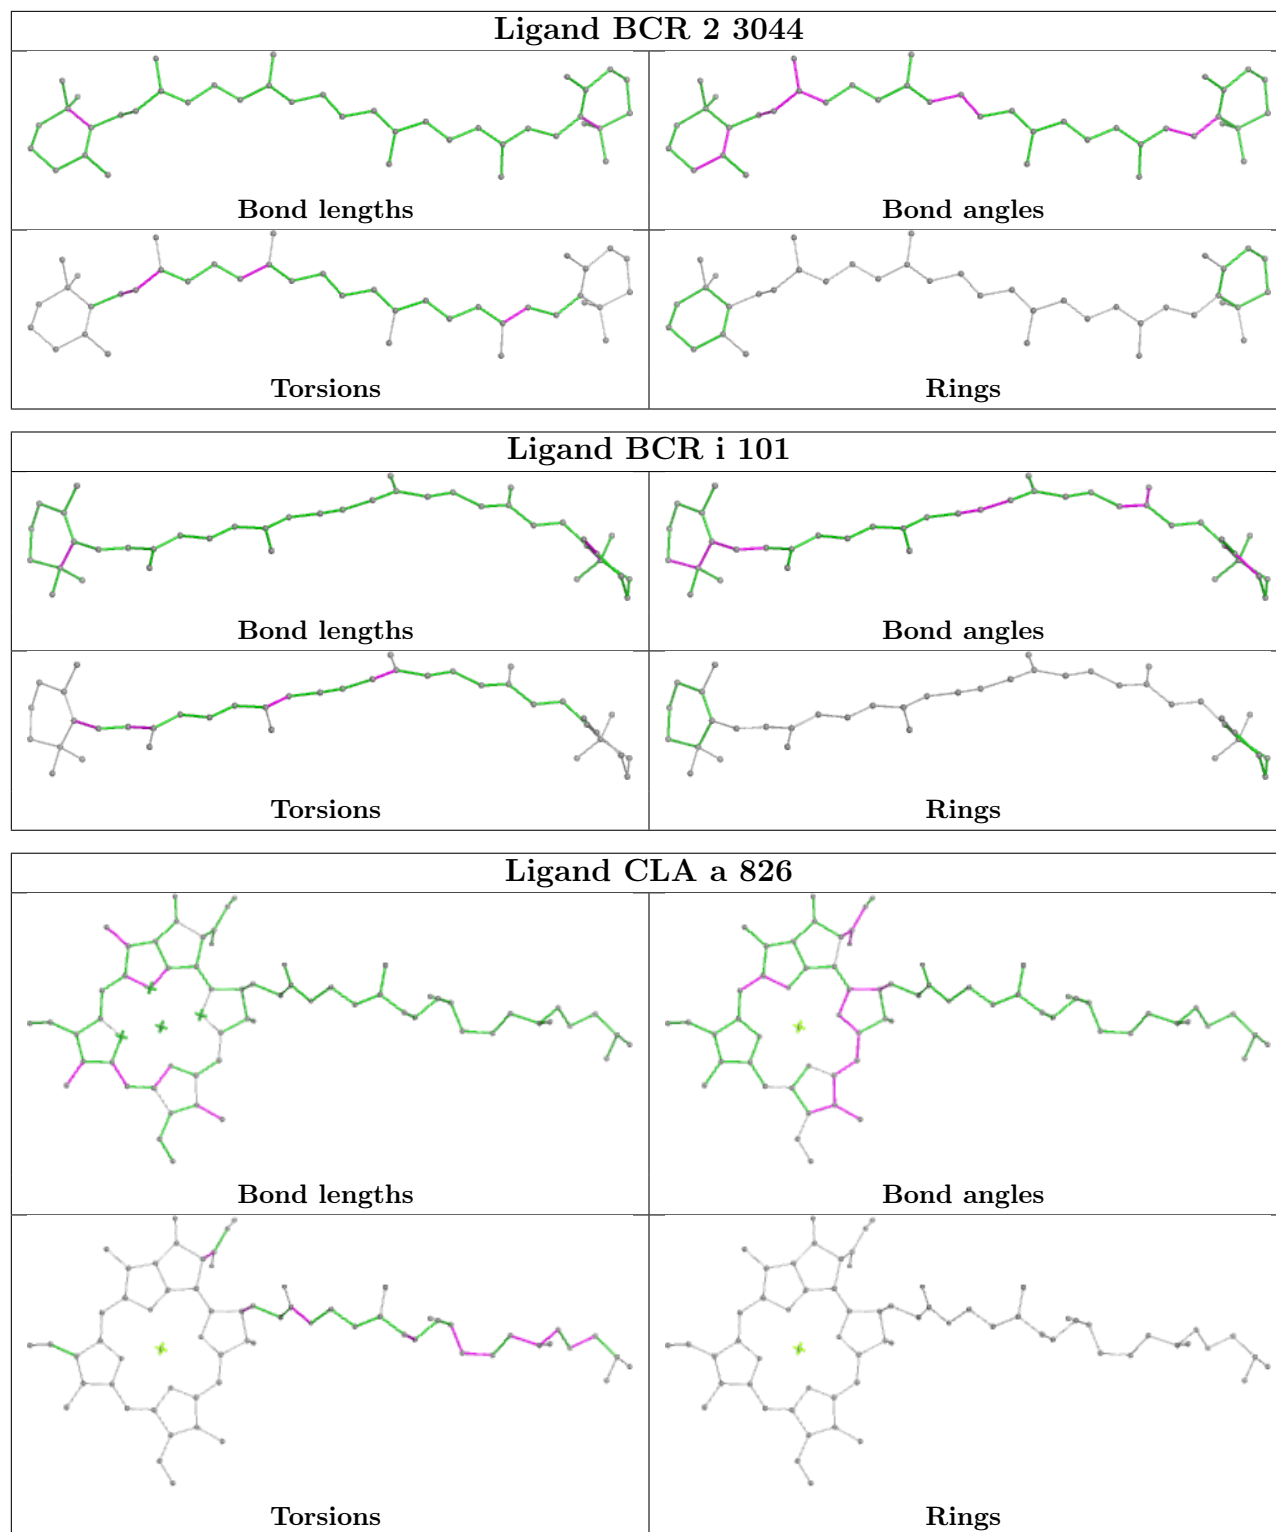 Ligand BCR 2 3044
Bond lengths
Bond angles
Torsions
Rings
Ligand BCR i 101
Bond lengths
Bond angles
Torsions
Rings
Ligand CLA a 826
Bond lengths
Bond angles
Torsions
Rings